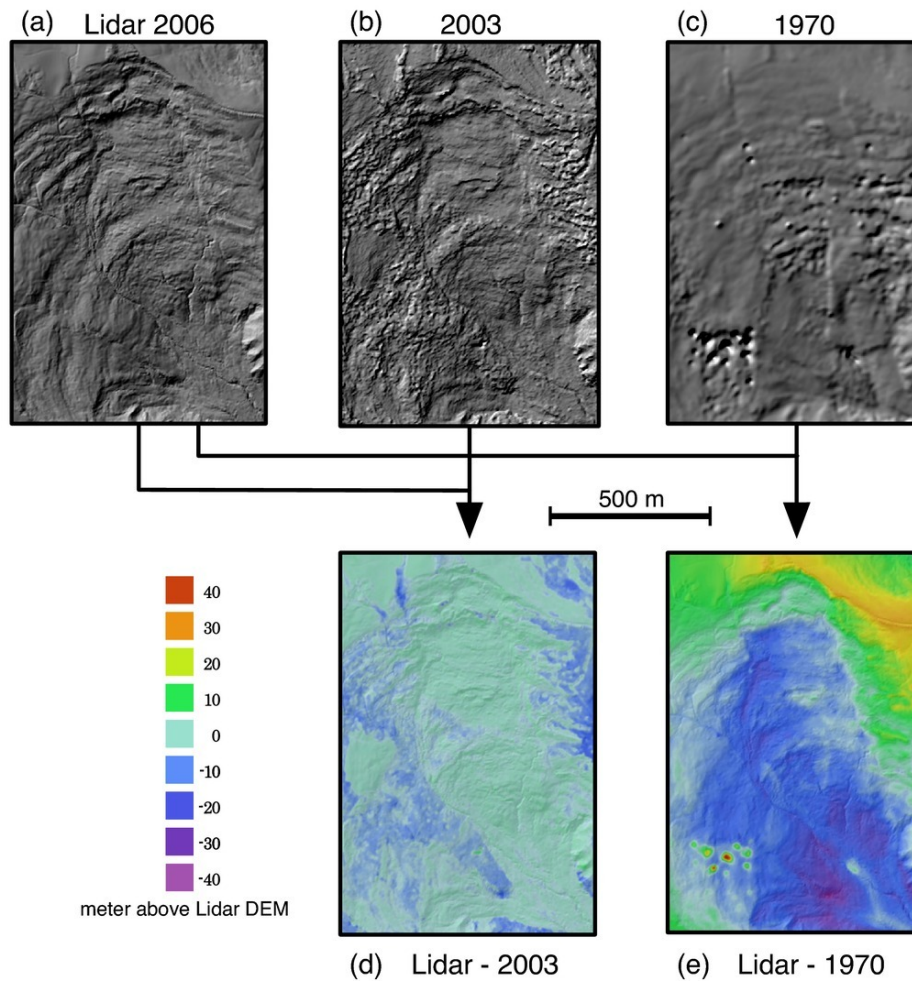 (a) Lidar 2006
(b) 2003
(c) 1970
500 m
40
30
20
10
0
-10
-20
-30
-40
meter above Lidar DEM
(d) Lidar - 2003
(e) Lidar - 1970